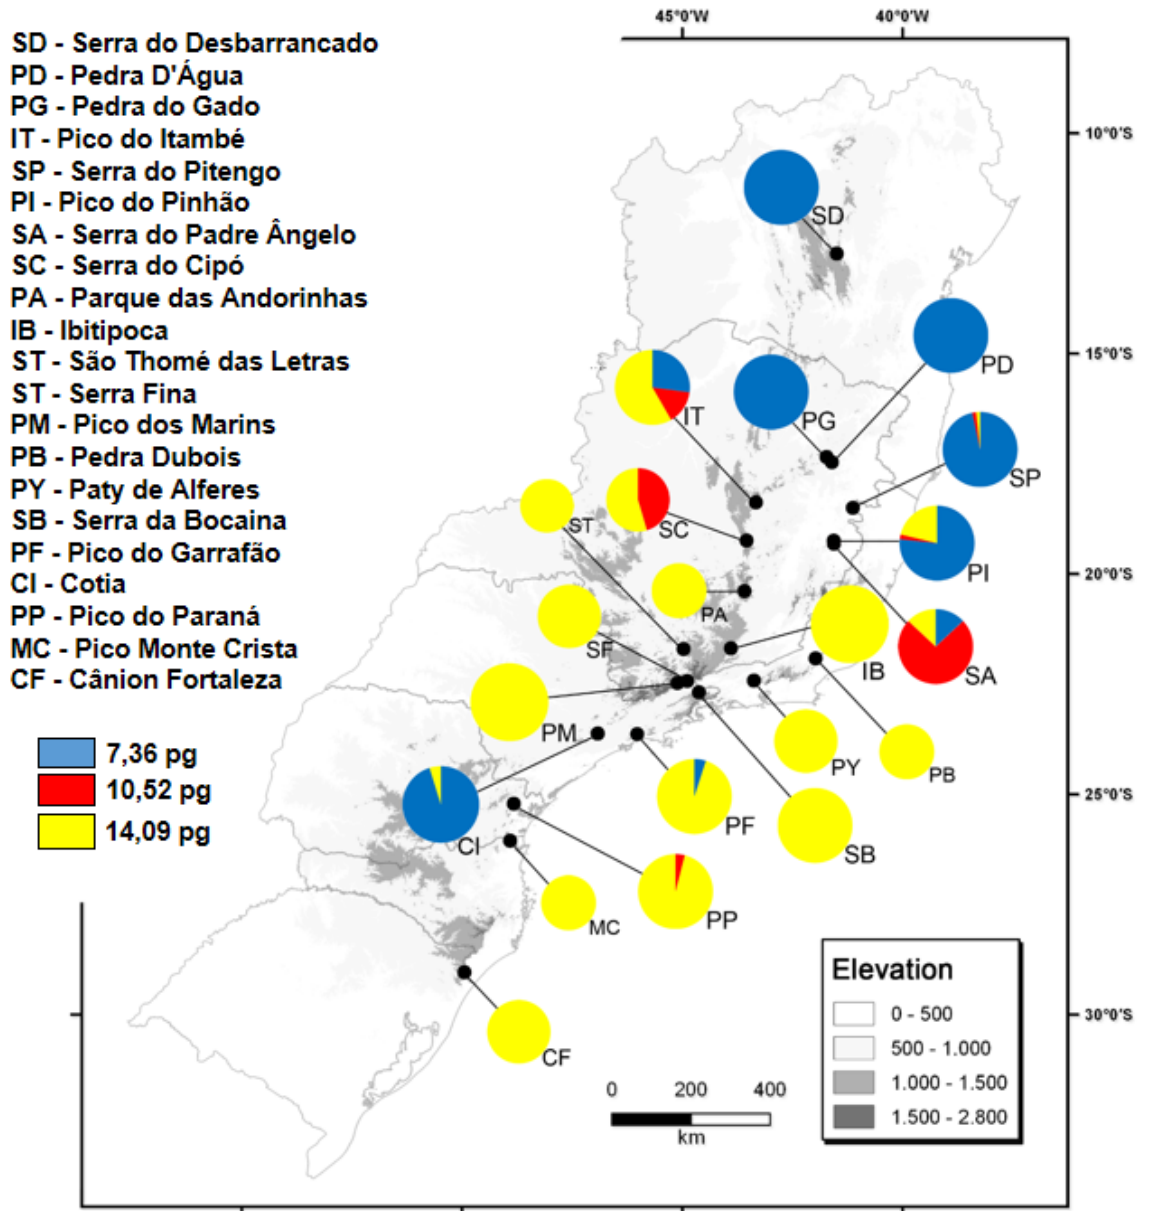 45°0'W 40°0'W
SD - Serra do Desbarrancado
PD - Pedra D'Água
PG - Pedra do Gado
IT - Pico do Itambé
SP - Serra do Pitengo
PI - Pico do Pinhão
SA - Serra do Padre Ângelo
SC - Serra do Cipó
PA - Parque das Andorinhas
IB - Ibitipoca
ST - São Thomé das Letras
ST - Serra Fina
PM - Pico dos Marins
PB - Pedra Dubois
PY - Paty de Alferes
SB - Serra da Bocaina
PF - Pico do Garrafão
CI - Cotia
PP - Pico do Paraná
MC - Pico Monte Crista
CF - Cânion Fortaleza
7,36 pg
10,52 pg
14,09 pg
10°0'S
SD
15°0'S
PD
IT
PG
SP
ST
SC
20°0'S
PI
PA
SF
IB
SA
PM
PY
PB
25°0'S
PF
CI
SB
PP
MC
30°0'S
CF
Elevation
0 - 500
500 - 1.000
1.000 - 1.500
1.500 - 2.800
0 200 400
km